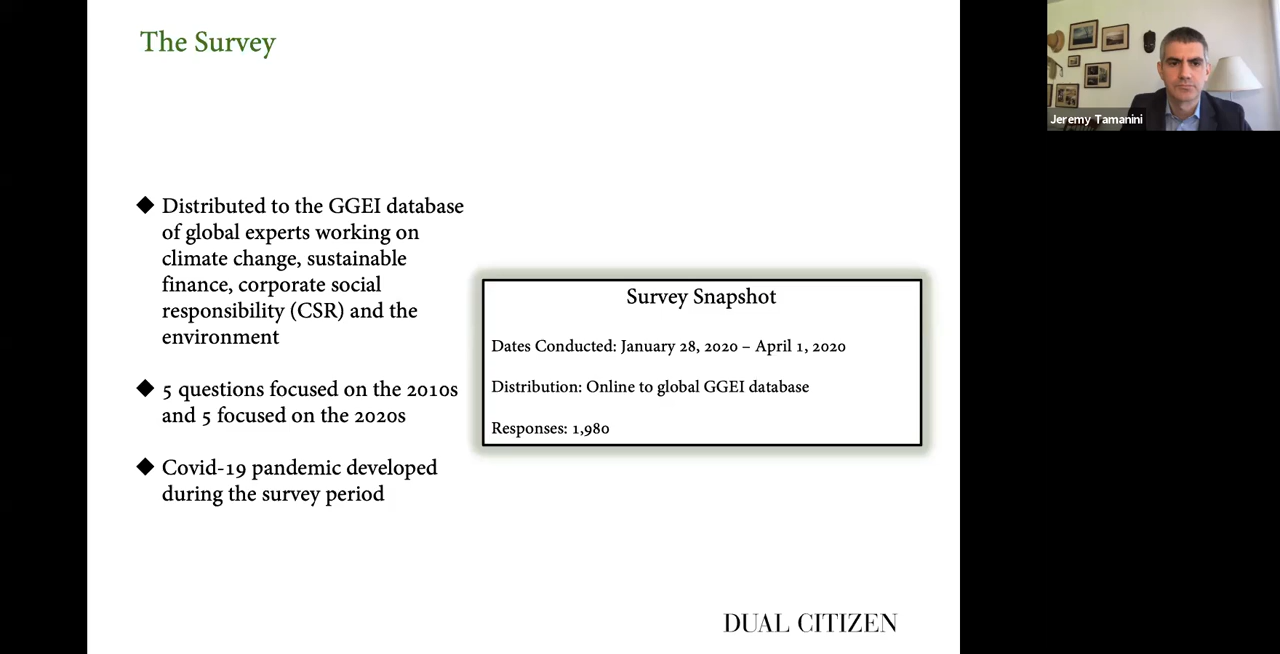 The Survey
Jeremy Tamanini
◆ Distributed to the GGEI database
of global experts working on
climate change, sustainable
finance, corporate social
responsibility (CSR) and the
environment
◆ 5 questions focused on the 2010s
and 5 focused on the 2020s
◆ Covid-19 pandemic developed
during the survey period
Survey Snapshot
Dates Conducted: January 28, 2020 – April 1, 2020
Distribution: Online to global GGEI database
Responses: 1,980
DUAL CITIZEN